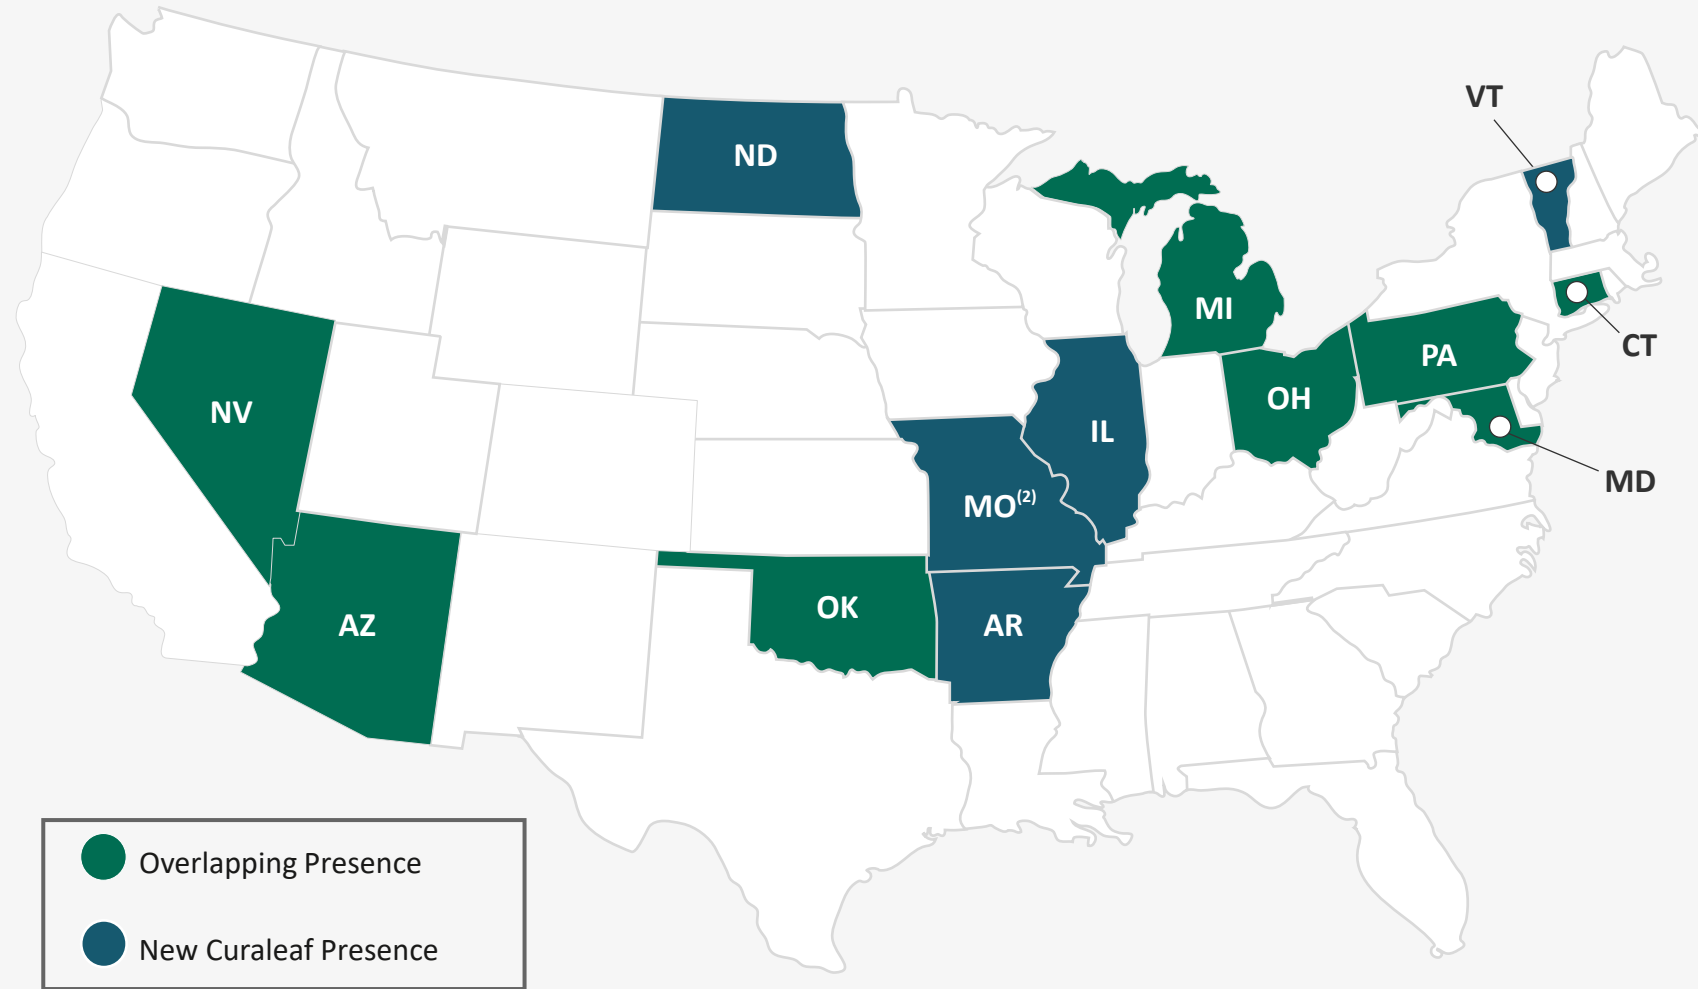 VT
ND
MI
CT
PA
OH
NV
IL
MD
MO(2)
OK
AZ
AR
Overlapping Presence
New Curaleaf Presence